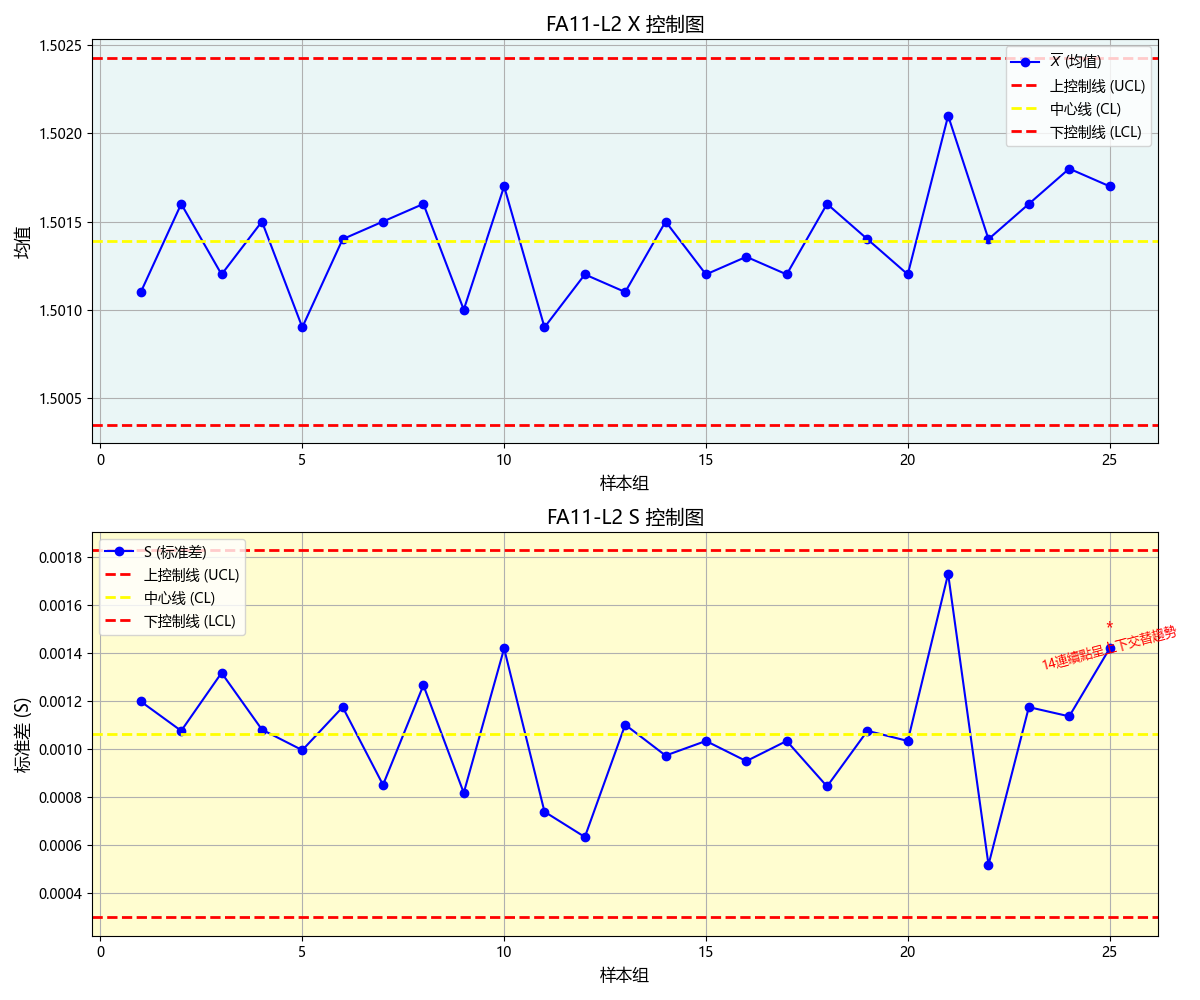 FA11-L2 X 控制图
1.5025
1.5020
1.5015
1.5010
1.5005
均值
X (均值)
上控制线 (UCL)
中心线 (CL)
下控制线 (LCL)
0
5
10
15
20
25
样本组
FA11-L2 S 控制图
0.0018
0.0016
0.0014
0.0012
0.0010
0.0008
0.0006
0.0004
标准差 (S)
S (标准差)
上控制线 (UCL)
中心线 (CL)
下控制线 (LCL)
*
14連續點呈上下交替趨勢
0
5
10
15
20
25
样本组